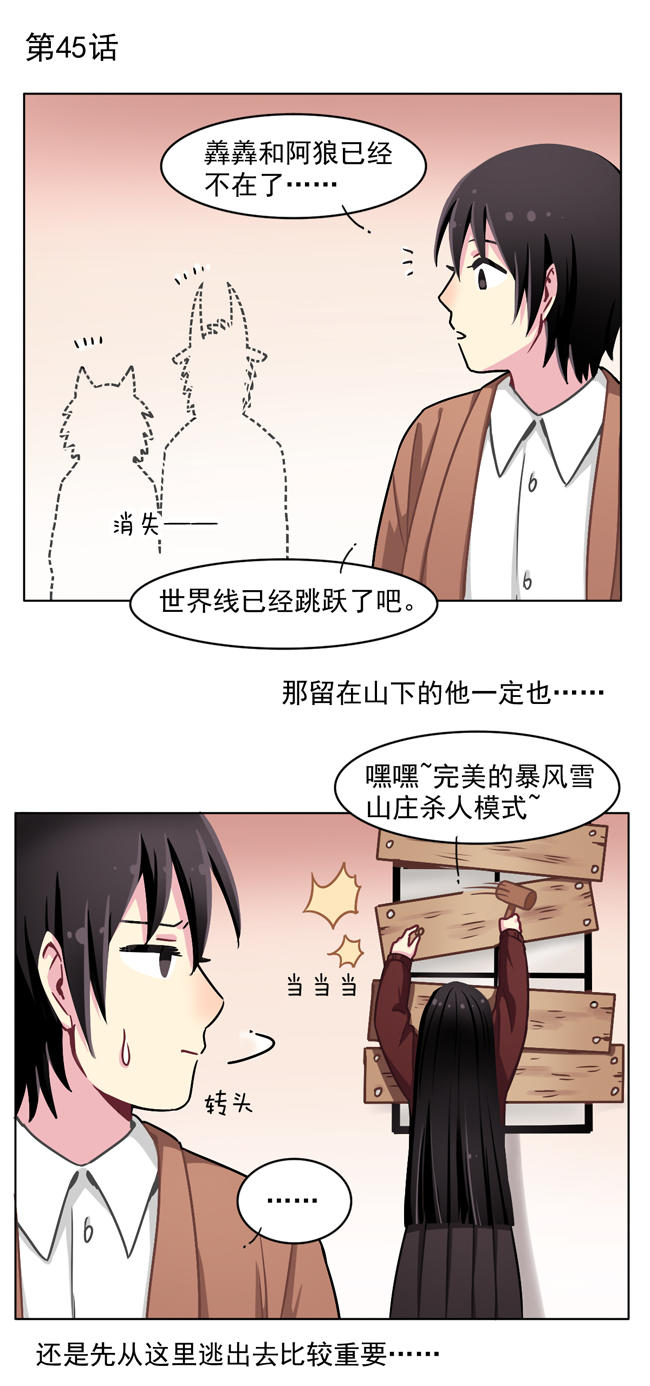 第45话
羴羴和阿狼已经
不在了……
消失——
世界线已经跳跃了吧。
那留在山下的他一定也……
嘿嘿~完美的暴风雪
山庄杀人模式~
当当当
转头
……
还是先从这里逃出去比较重要……